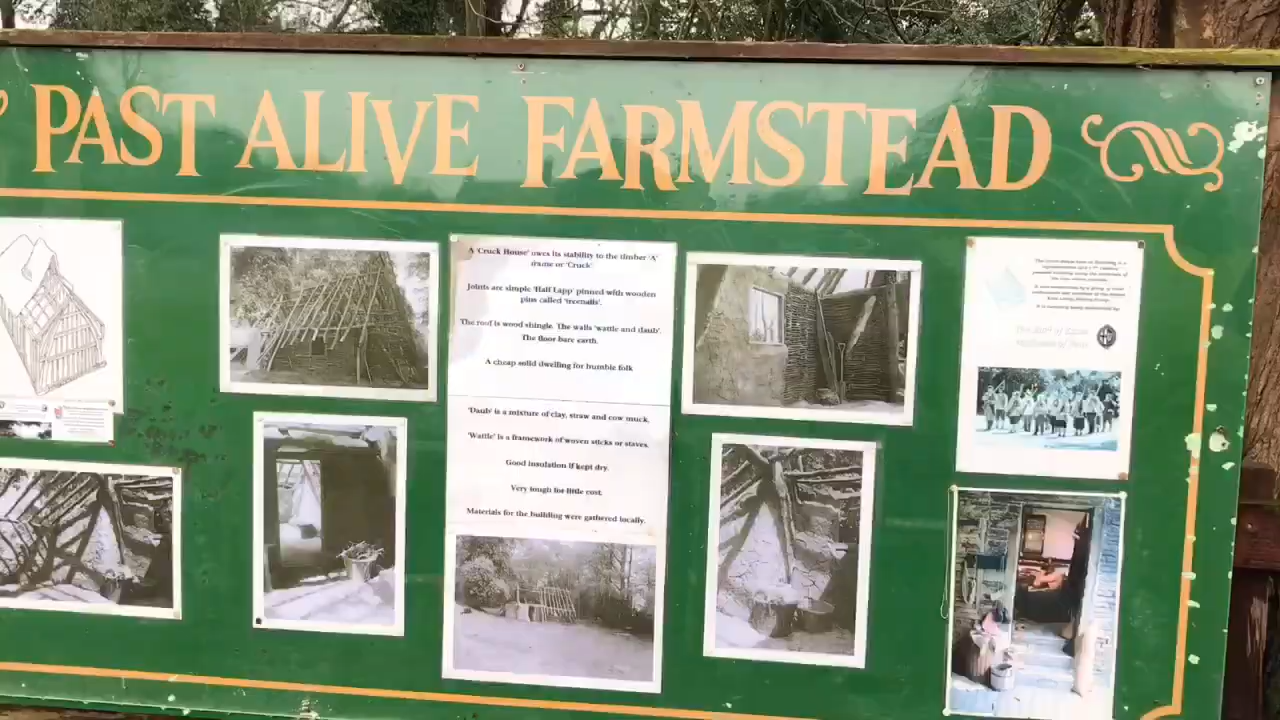 PAST ALIVE FARMSTEAD
A 'Cruck House' owes its stability to the timber 'A'
frame or 'Cruck'
Joints are simple 'Half Lapp' pinned with wooden
pins called 'treenails'.
The roof is wood shingle. The walls 'wattle and daub'.
The floor bare earth.
A cheap solid dwelling for humble folk
'Daub' is a mixture of clay, straw and cow muck.
'Wattle' is a framework of woven sticks or staves.
Good insulation if kept dry.
Very tough for little cost.
Materials for the building were gathered locally.